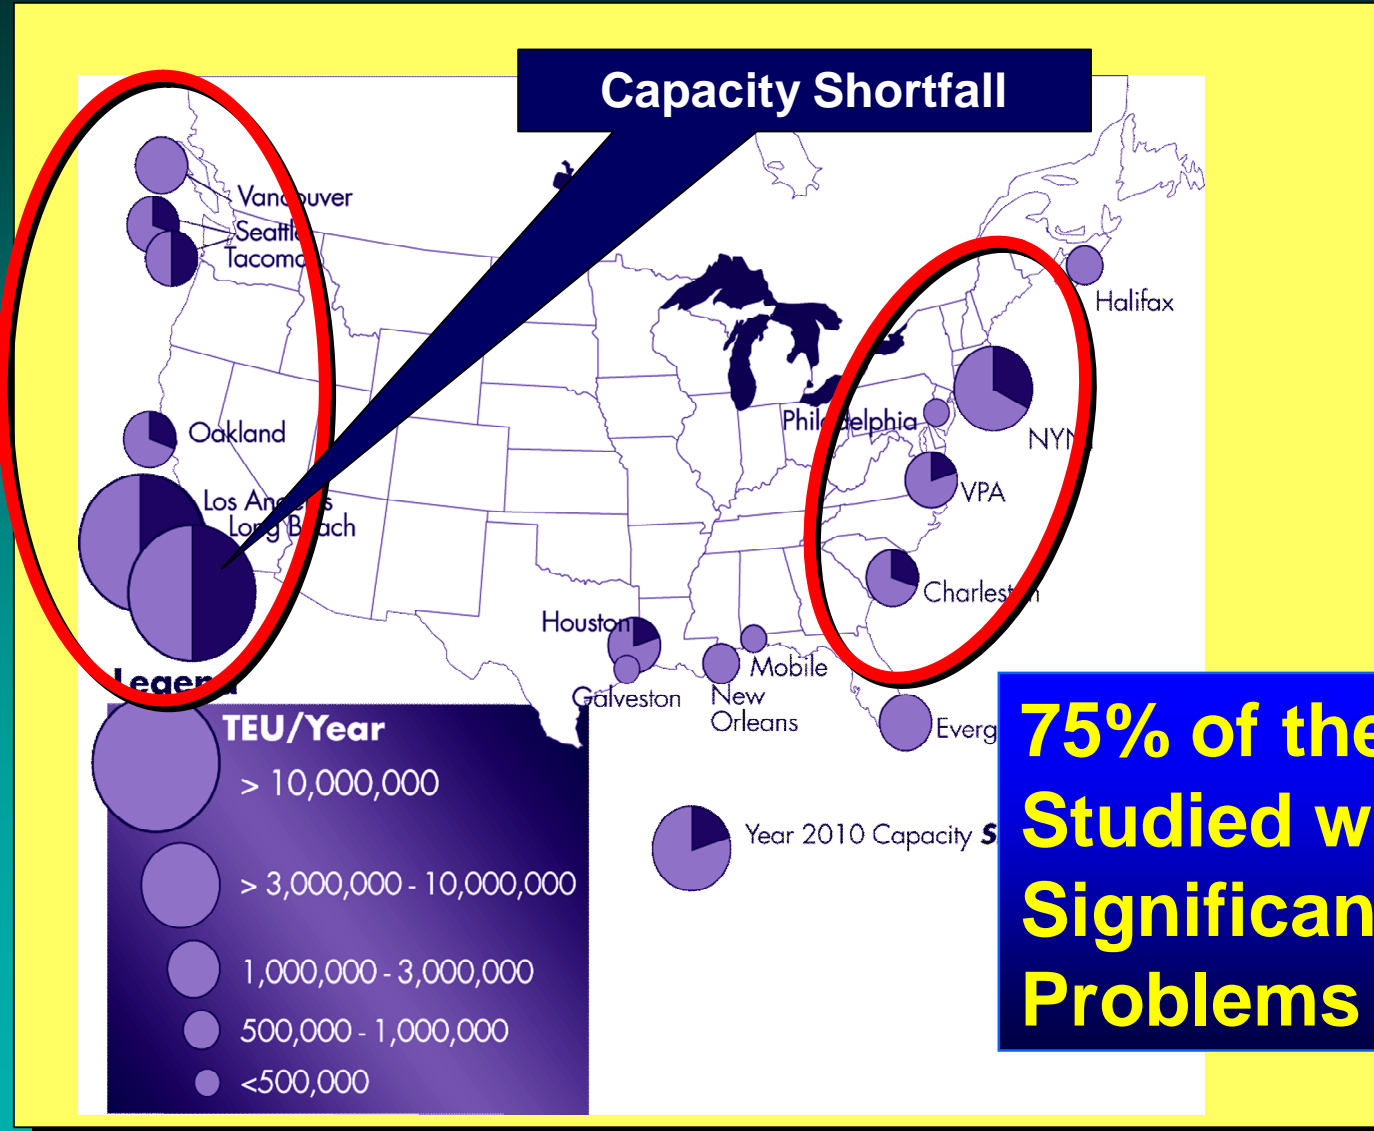 Capacity Shortfall
Vancouver
Seattle
Tacoma
Halifax
Oakland
Philadelphia
NYNJ
VPA
Los Angeles
Long Beach
Charleston
Houston
Mobile
Galveston
New
Orleans
Everg
Legend
TEU/Year
> 10,000,000
> 3,000,000 - 10,000,000
1,000,000 - 3,000,000
500,000 - 1,000,000
<500,000
Year 2010 Capacity S
75% of the
Studied w
Significan
Problems